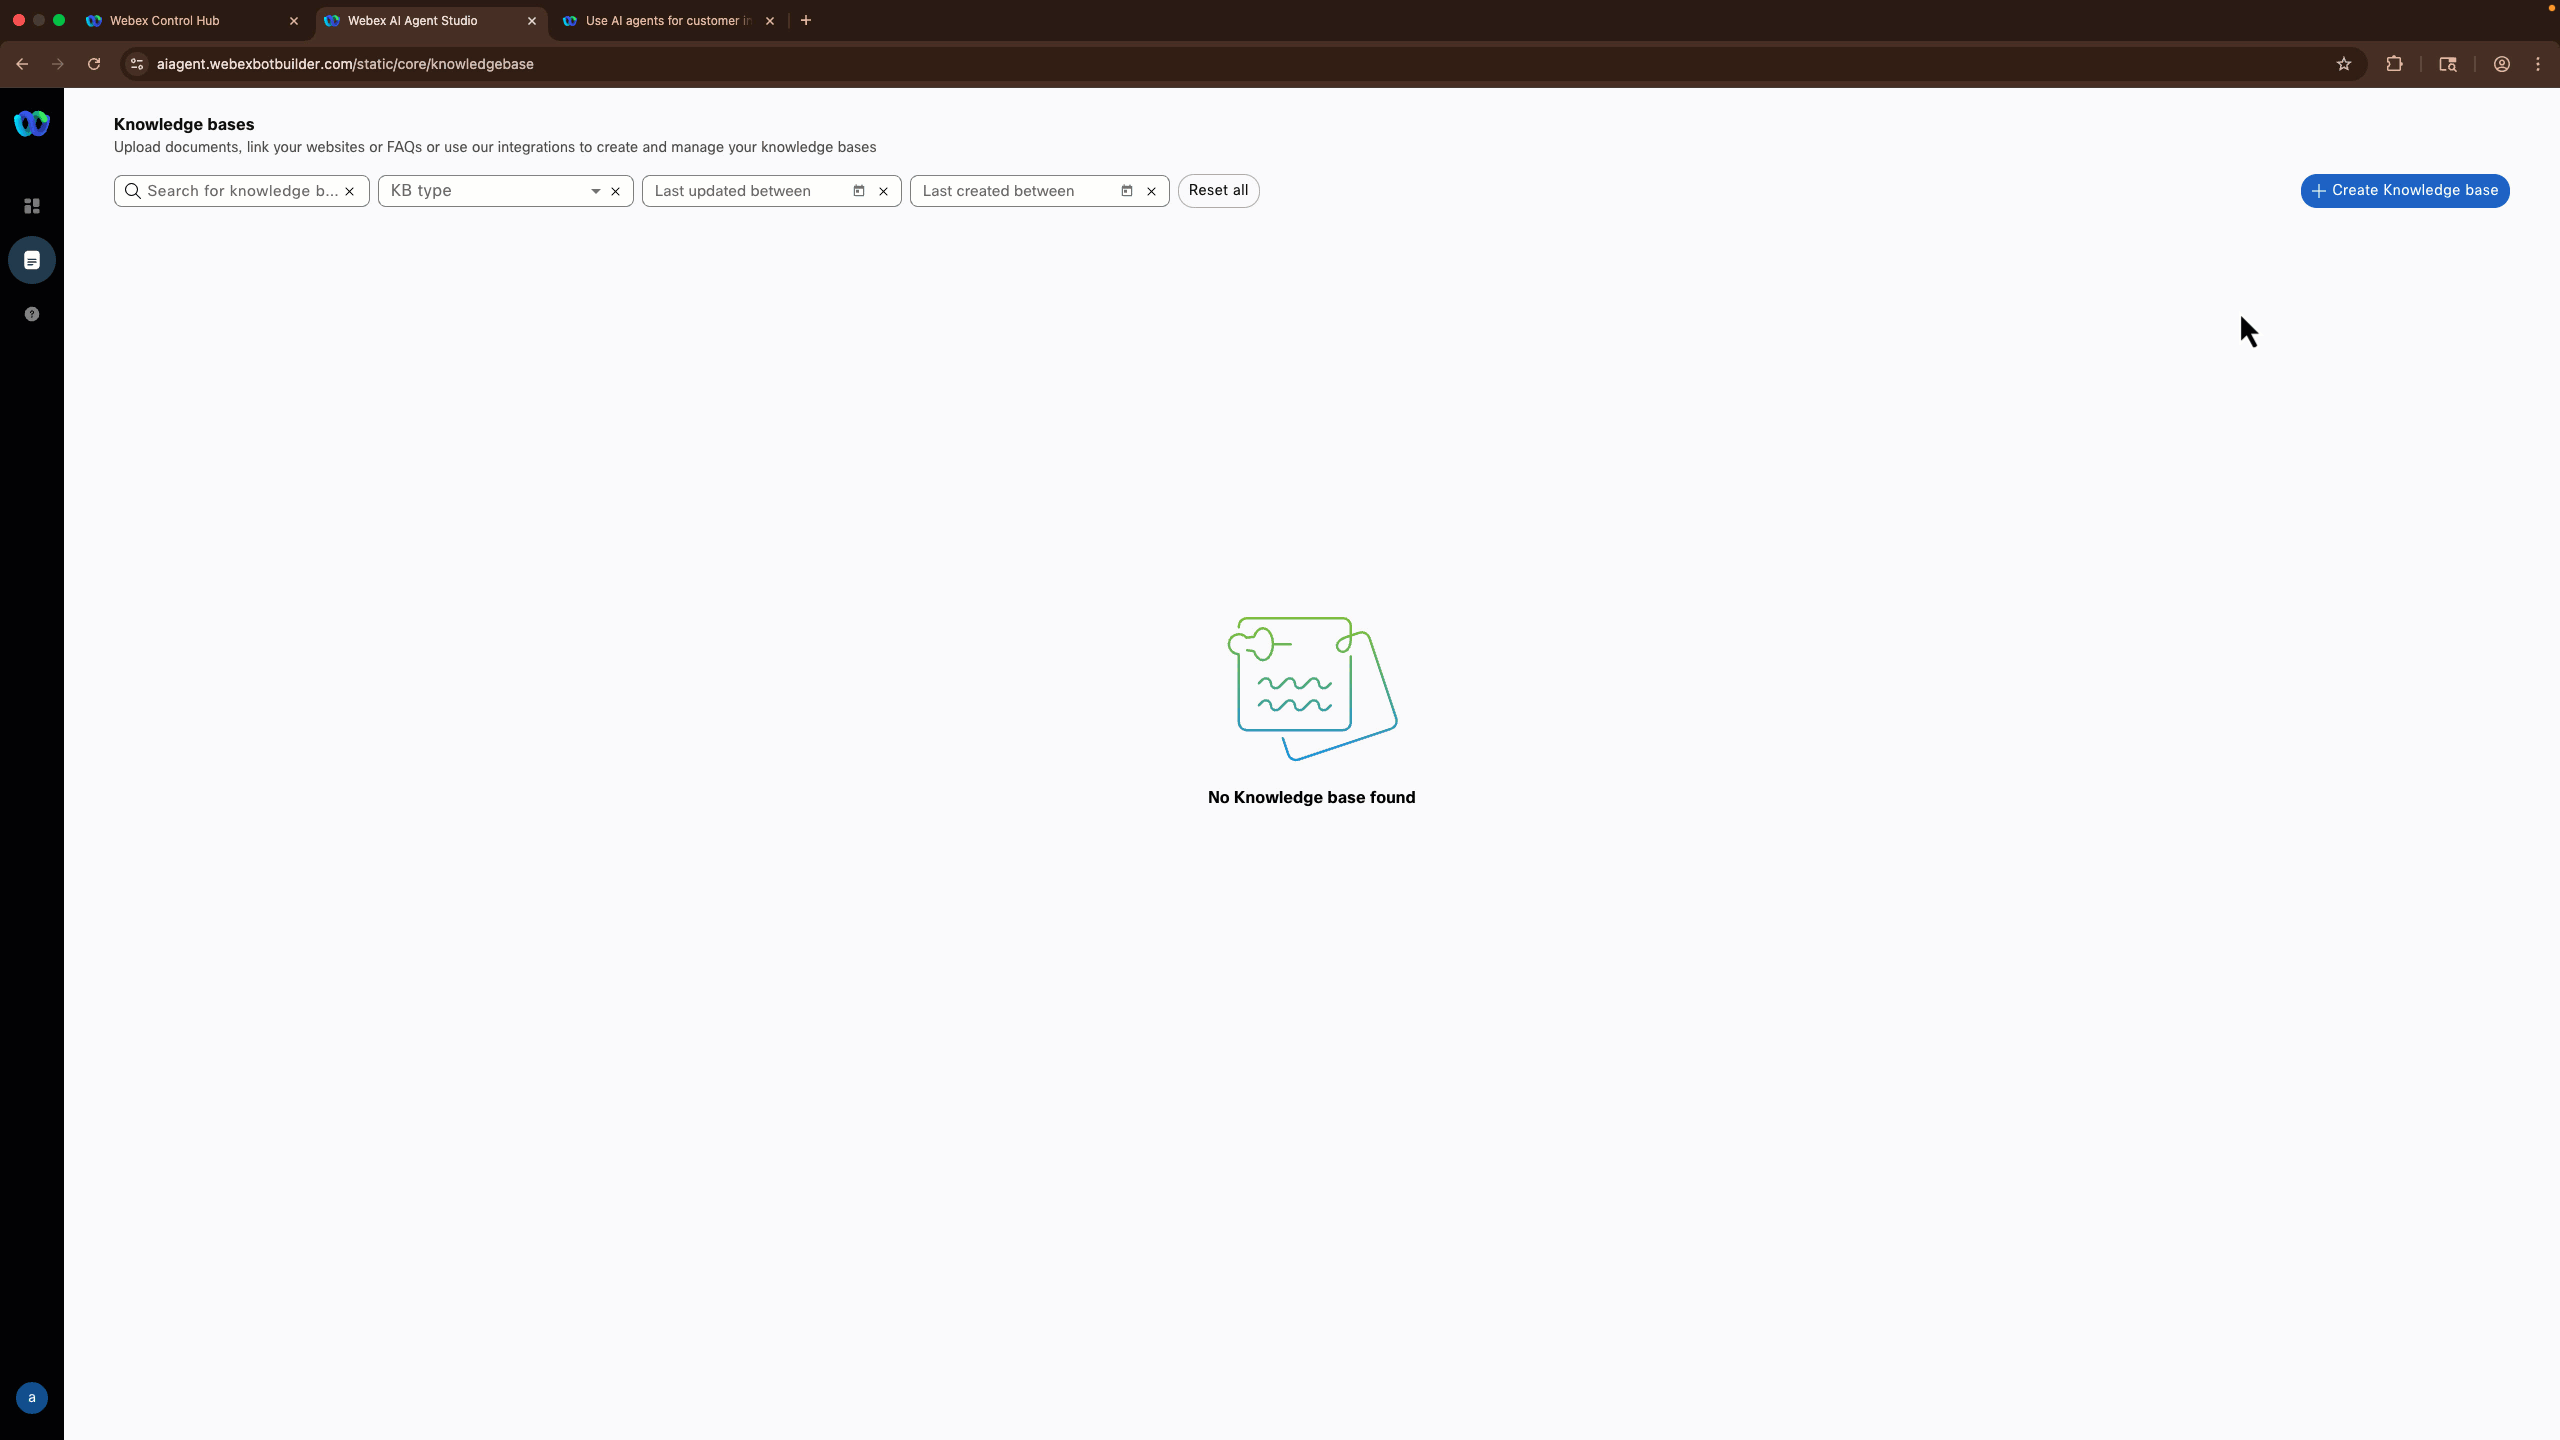 Webex Control Hub
Webex AI Agent Studio
Use AI agents for customer in
aiagent.webexbotbuilder.com/static/core/knowledgebase
Knowledge bases
Upload documents, link your websites or FAQs or use our integrations to create and manage your knowledge bases
Search for knowledge b...
KB type
Last updated between
Last created between
Reset all
Create Knowledge base
No Knowledge base found
a